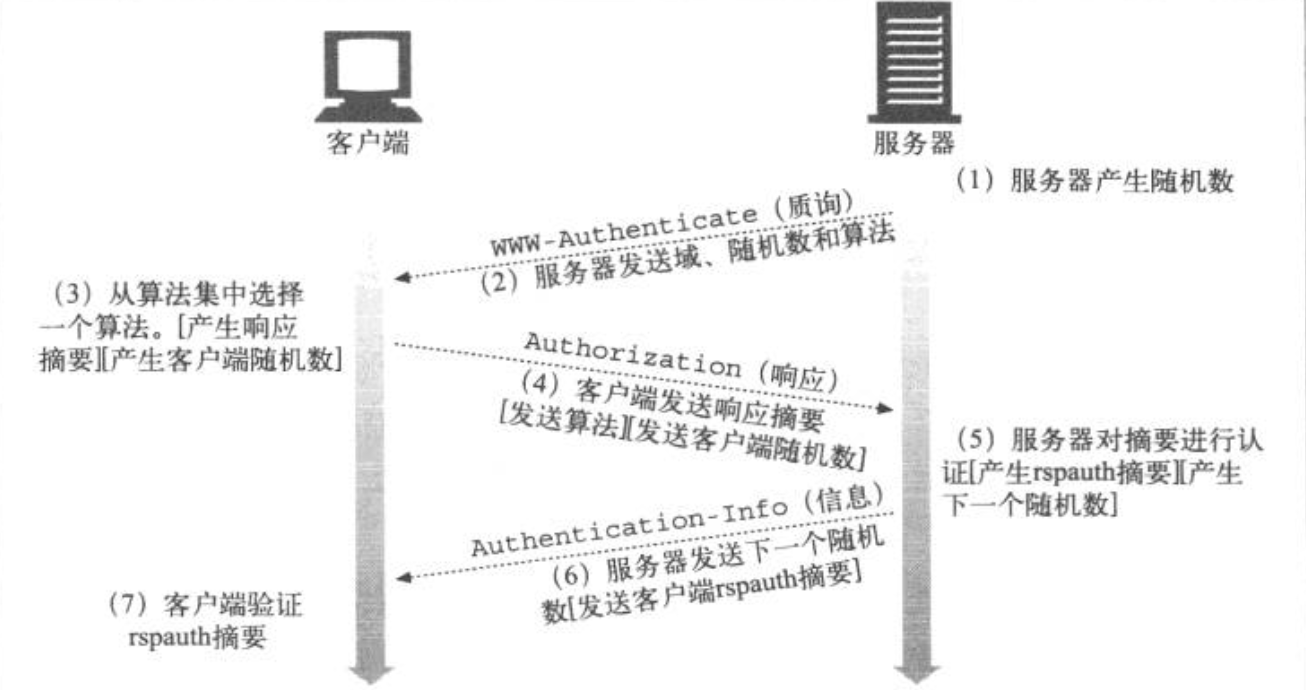 客户端
服务器
(1) 服务器产生随机数
WWW-Authenticate (质询)
(2) 服务器发送域、随机数和算法
(3) 从算法集中选择
一个算法。[产生响应
摘要][产生客户端随机数]
Authorization (响应)
(4) 客户端发送响应摘要
[发送算法][发送客户端随机数]
(5) 服务器对摘要进行认
证[产生rspauth摘要][产生
下一个随机数]
Authentication-Info (信息)
(6) 服务器发送下一个随机
数[发送客户端rspauth摘要]
(7) 客户端验证
rspauth摘要